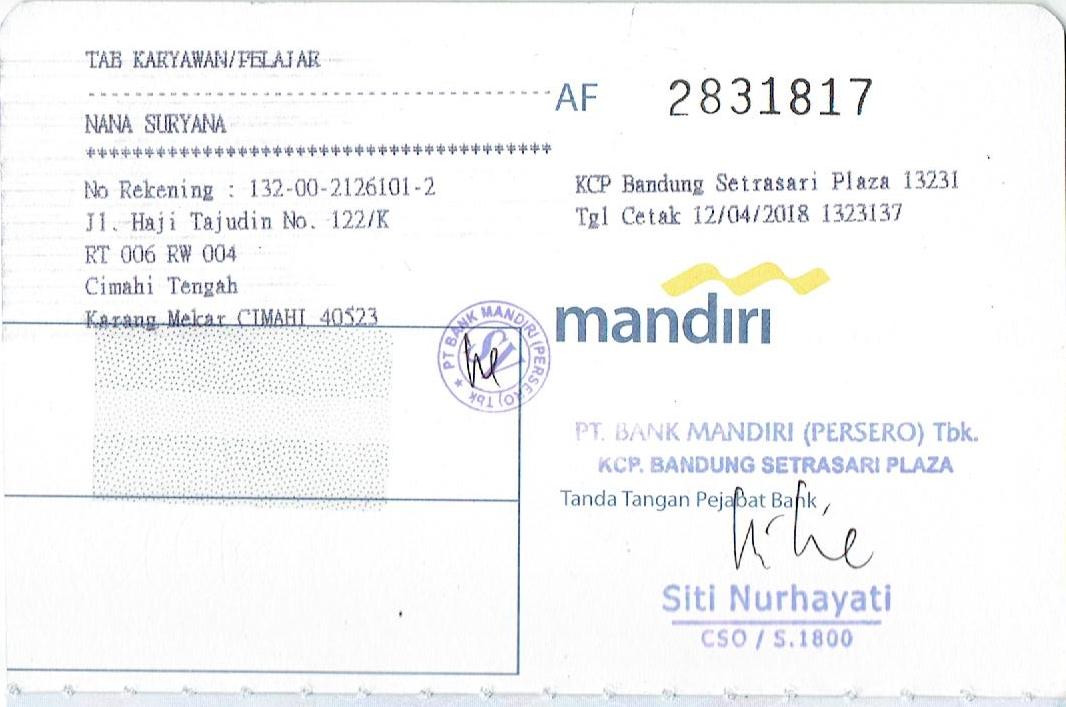 TAB KARYAWAN/PELAJAR
----------------------------------------
NANA SURYANA
****************************************
No Rekening : 132-00-2126101-2
Jl. Haji Tajudin No. 122/K
RT 006 RW 004
Cimahi Tengah
Karang Mekar CIMAHI 40523
PT BANK MANDIRI (PERSERO) Tbk
AF 2831817
KCP Bandung Setrasari Plaza 13231
Tgl Cetak 12/04/2018 1323137
mandiri
PT. BANK MANDIRI (PERSERO) Tbk.
KCP. BANDUNG SETRASARI PLAZA
Tanda Tangan Pejabat Bank,
Siti Nurhayati
CSO / S.1800